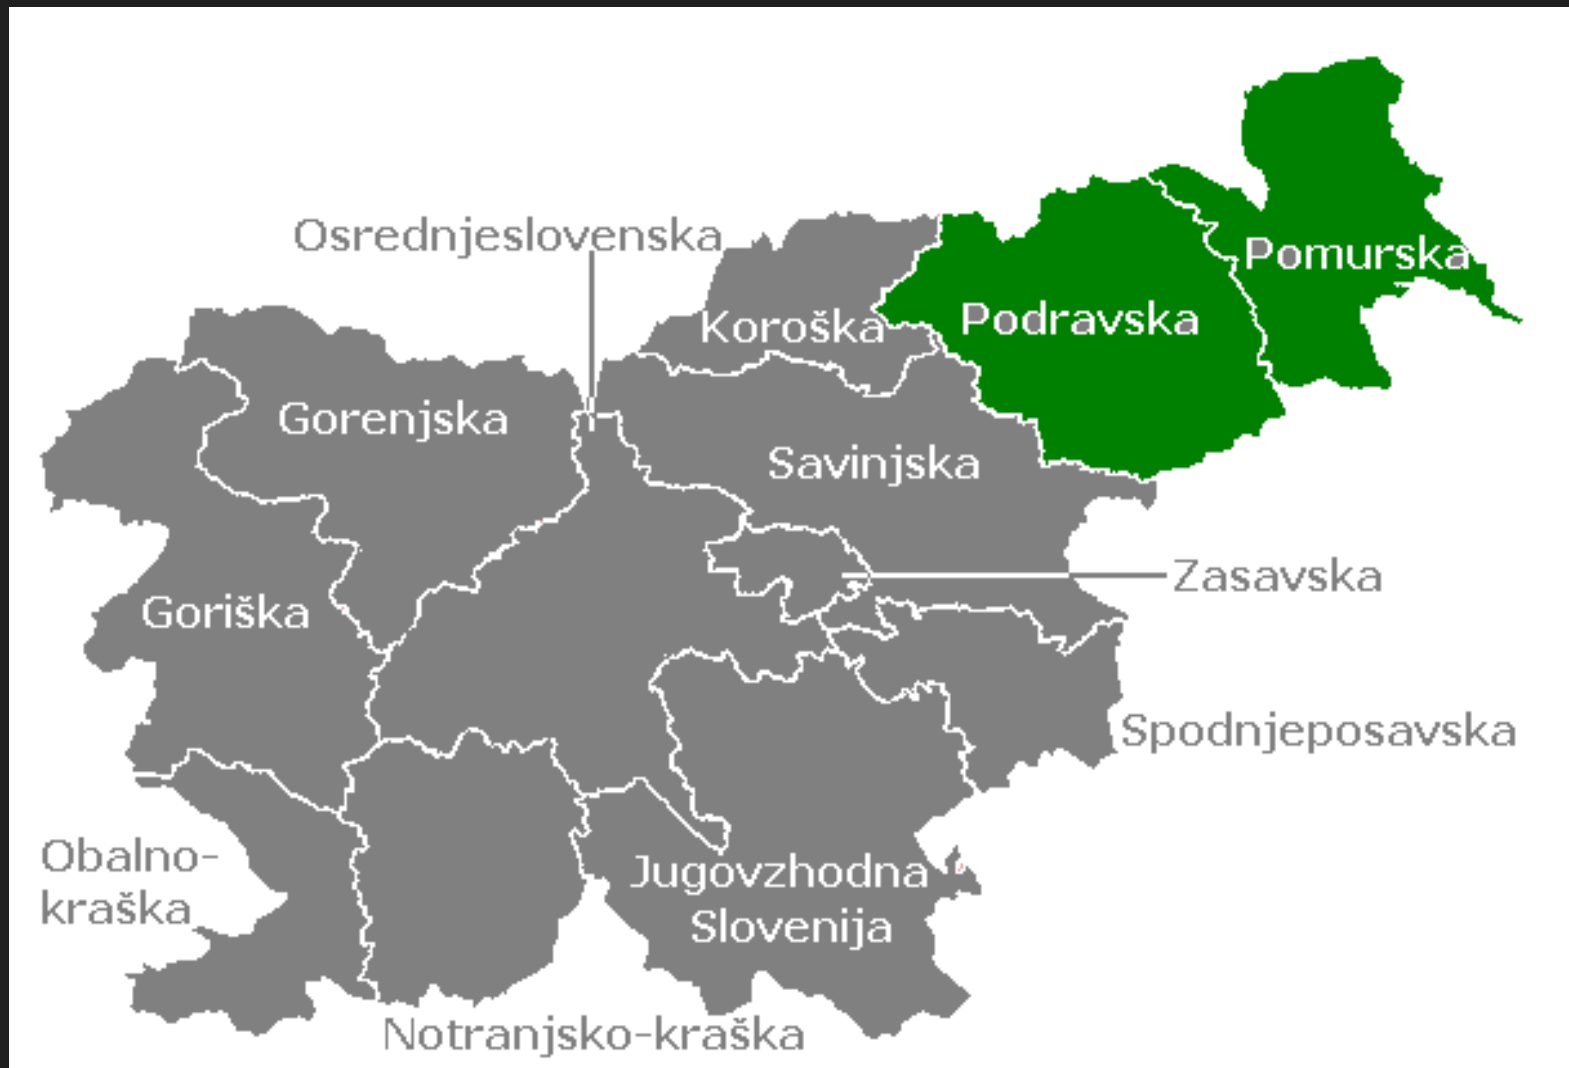 Osrednjeslovenska
Pomurska
Podravska
Koroška
Gorenjska
Savinjska
Zasavska
Goriška
Spodnjeposavska
Obalno-
kraška
Jugovzhodna
Slovenija
Notranjsko-kraška